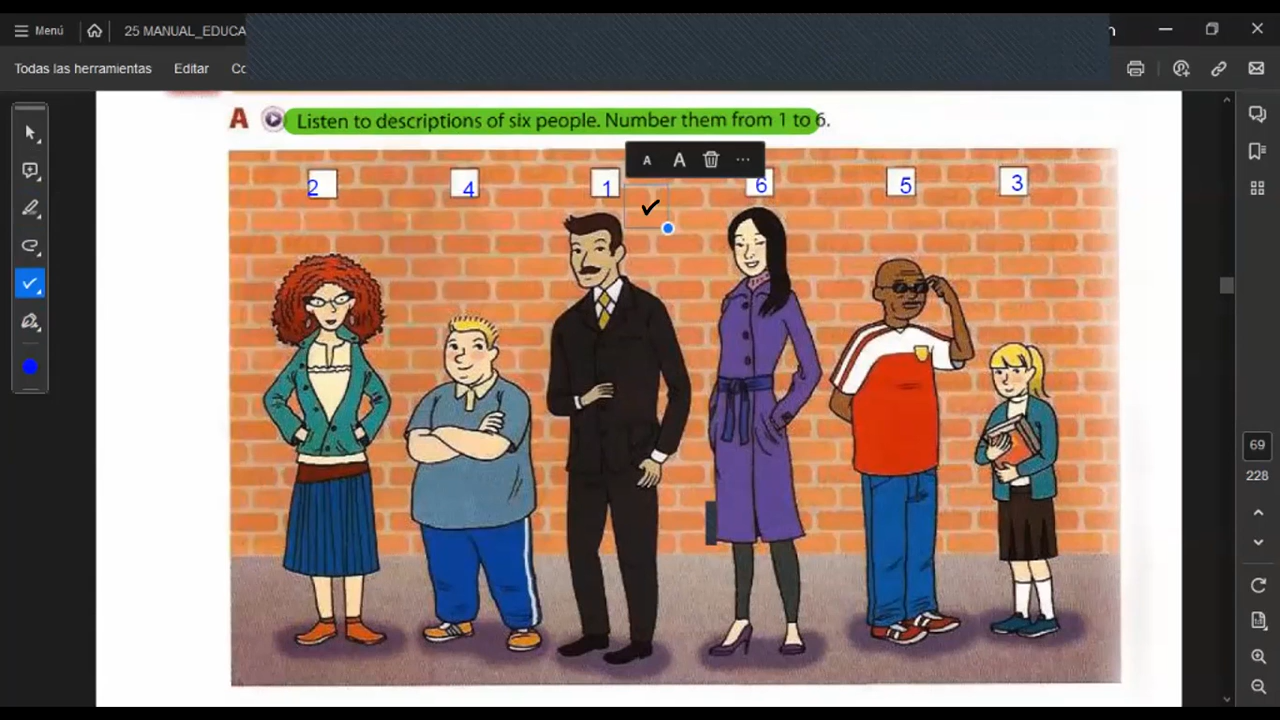 Menú
25 MANUAL_EDUCA
Todas las herramientas Editar
A Listen to descriptions of six people. Number them from 1 to 6.
A A ...
2 4 1 6 5 3
69
228